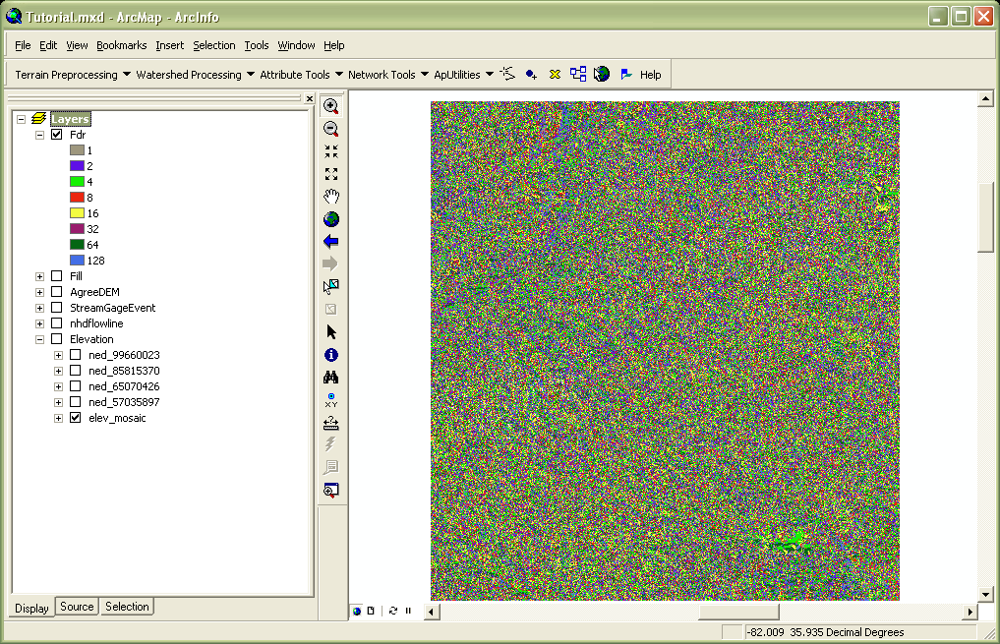 Tutorial.mxd - ArcMap - ArcInfo
File Edit View Bookmarks Insert Selection Tools Window Help
Terrain Preprocessing Watershed Processing Attribute Tools Network Tools ApUtilities Help
Layers
Fdr
1
2
4
8
16
32
64
128
Fill
AgreeDEM
StreamGageEvent
nhdflowline
Elevation
ned_99660023
ned_85815370
ned_65070426
ned_57035897
elev_mosaic
XY
Display Source Selection
-82.009 35.935 Decimal Degrees